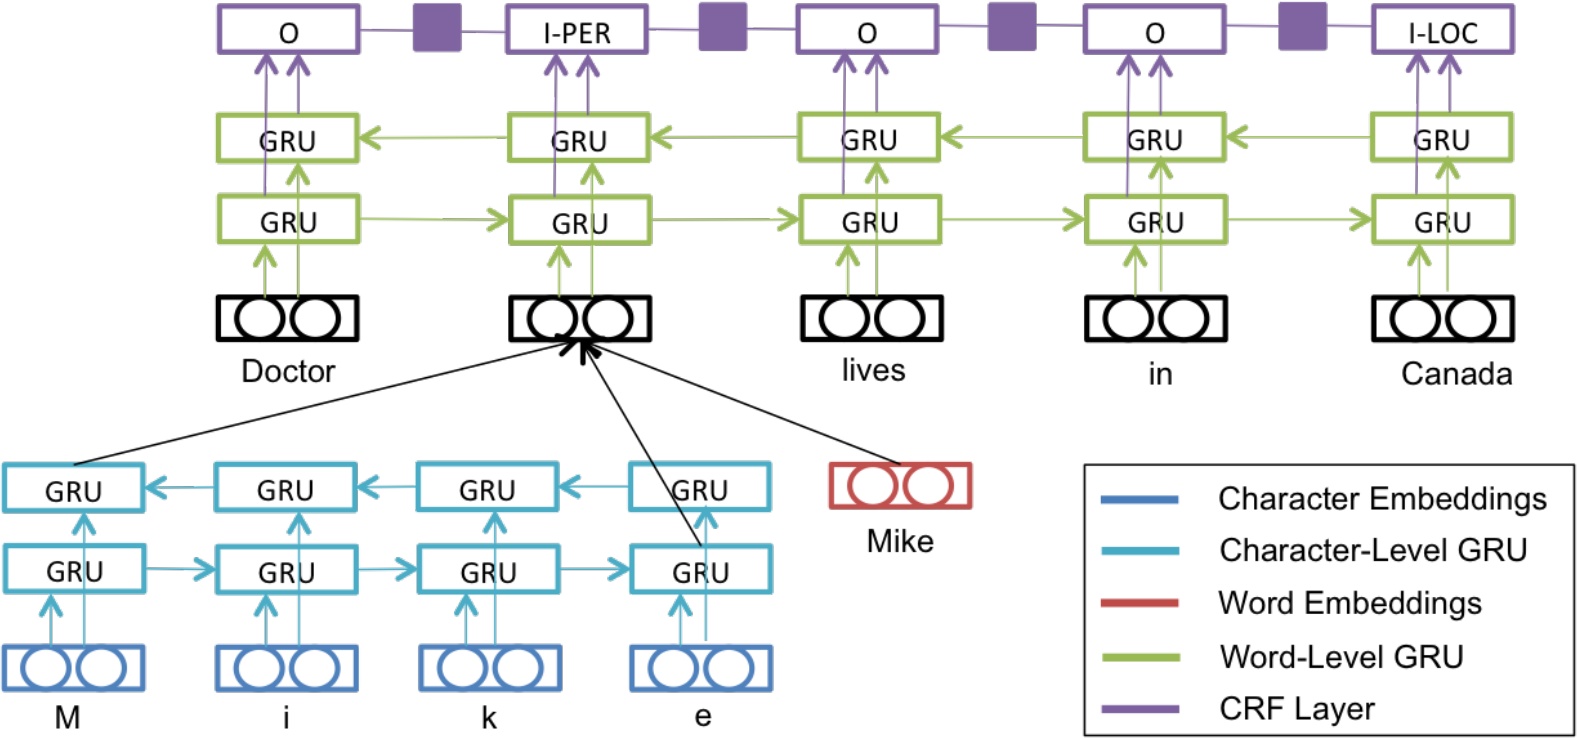 O I-PER O O I-LOC
GRU GRU GRU GRU GRU
GRU GRU GRU GRU GRU
Doctor lives in Canada
GRU GRU GRU GRU
GRU GRU GRU GRU
Mike
M i k e
Character Embeddings
Character-Level GRU
Word Embeddings
Word-Level GRU
CRF Layer